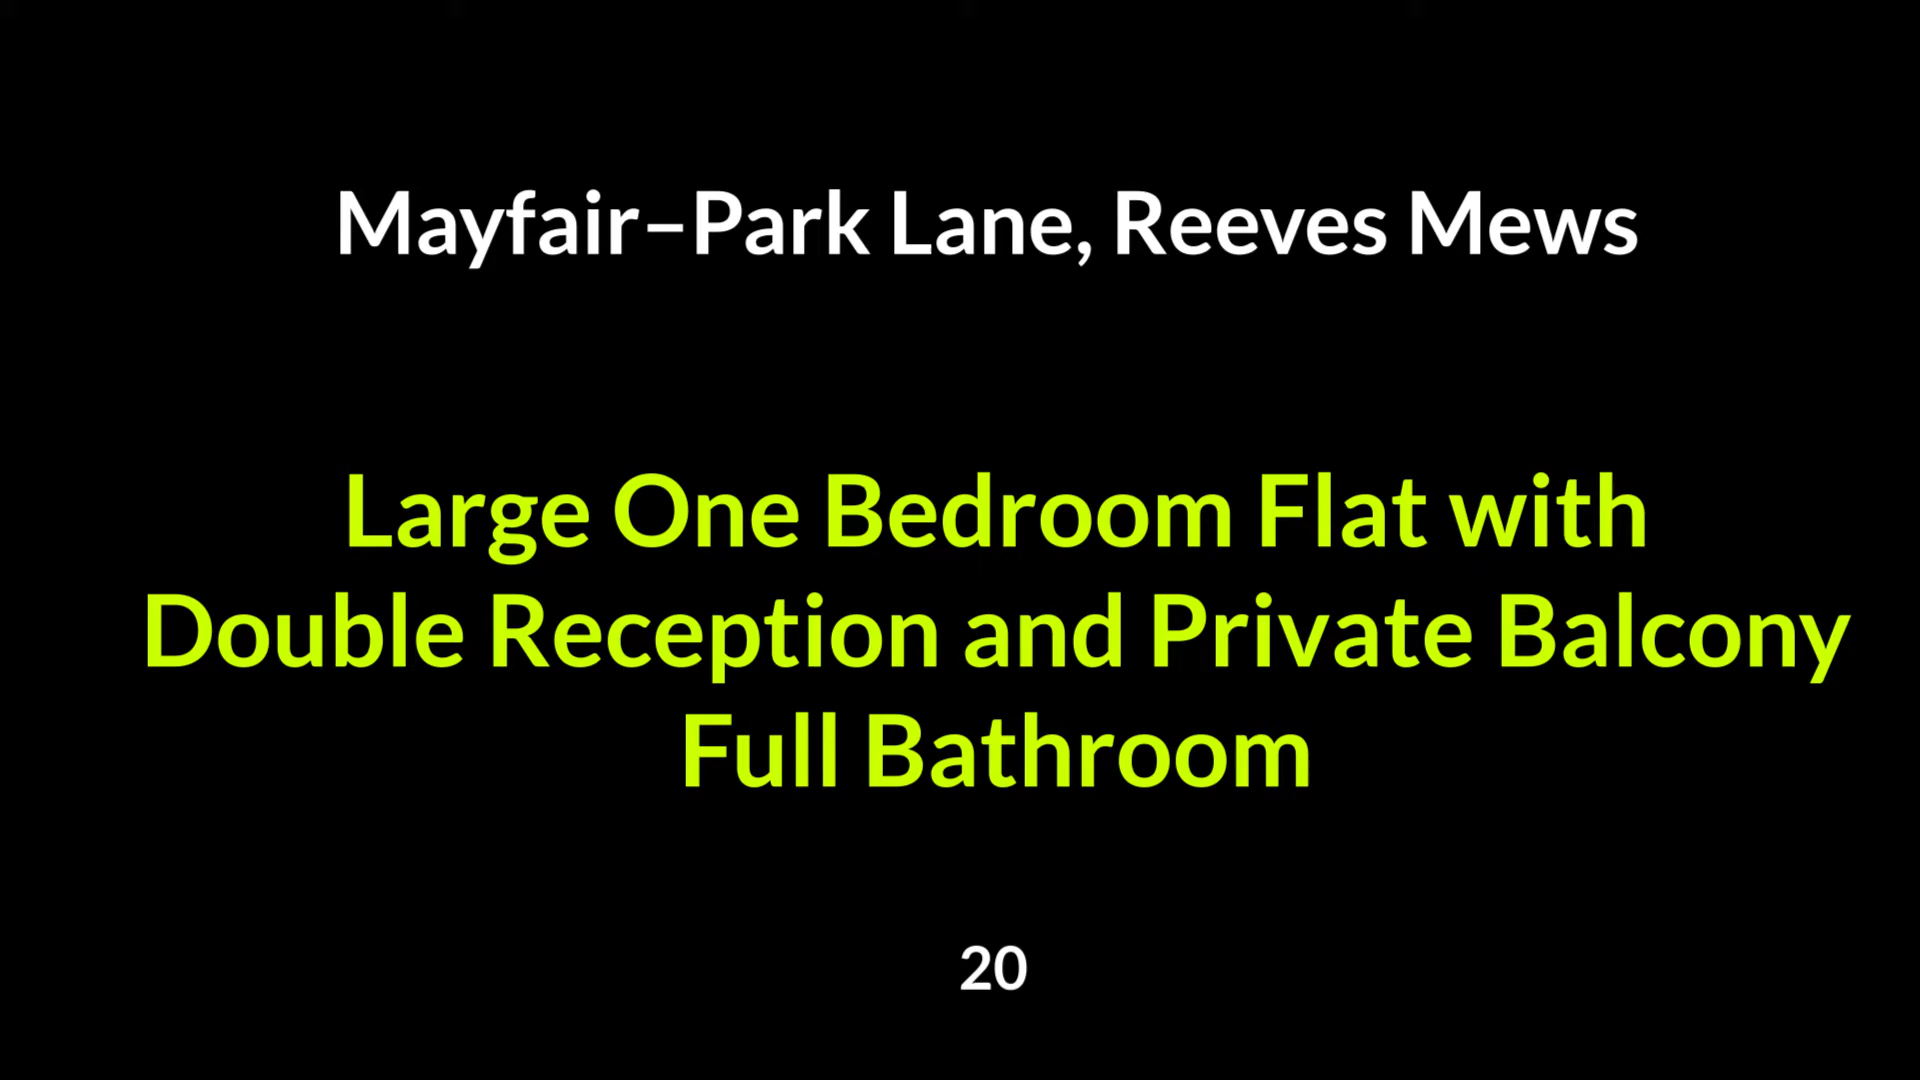 Mayfair–Park Lane, Reeves Mews
Large One Bedroom Flat with
Double Reception and Private Balcony
Full Bathroom
20